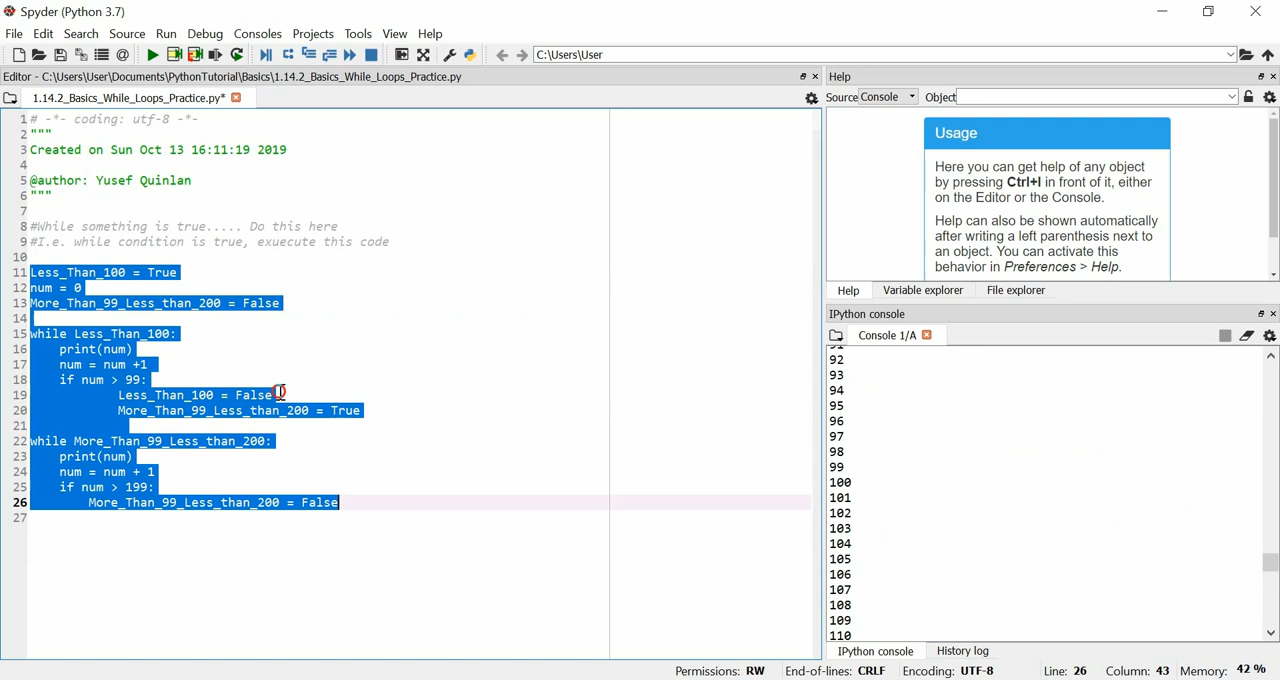 Spyder (Python 3.7)
File Edit Search Source Run Debug Consoles Projects Tools View Help
C:\Users\User
Editor - C:\Users\User\Documents\PythonTutorial\Basics\1.14.2_Basics_While_Loops_Practice.py
1.14.2_Basics_While_Loops_Practice.py*
1 # -*- coding: utf-8 -*-
2 """
3 Created on Sun Oct 13 16:11:19 2019
4
5 @author: Yusef Quinlan
6 """
7
8 #While something is true..... Do this here
9 #I.e. while condition is true, exuecute this code
10
11 Less_Than_100 = True
12 num = 0
13 More_Than_99_Less_than_200 = False
14
15 while Less_Than_100:
16     print(num)
17     num = num +1
18     if num > 99:
19             Less_Than_100 = False
20             More_Than_99_Less_than_200 = True
21
22 while More_Than_99_Less_than_200:
23     print(num)
24     num = num + 1
25     if num > 199:
26         More_Than_99_Less_than_200 = False
27
Help
Source Console Object
Usage
Here you can get help of any object
by pressing Ctrl+I in front of it, either
on the Editor or the Console.
Help can also be shown automatically
after writing a left parenthesis next to
an object. You can activate this
behavior in Preferences > Help.
Help Variable explorer File explorer
IPython console
Console 1/A
91
92
93
94
95
96
97
98
99
100
101
102
103
104
105
106
107
108
109
110
IPython console History log
Permissions: RW End-of-lines: CRLF Encoding: UTF-8 Line: 26 Column: 43 Memory: 42 %